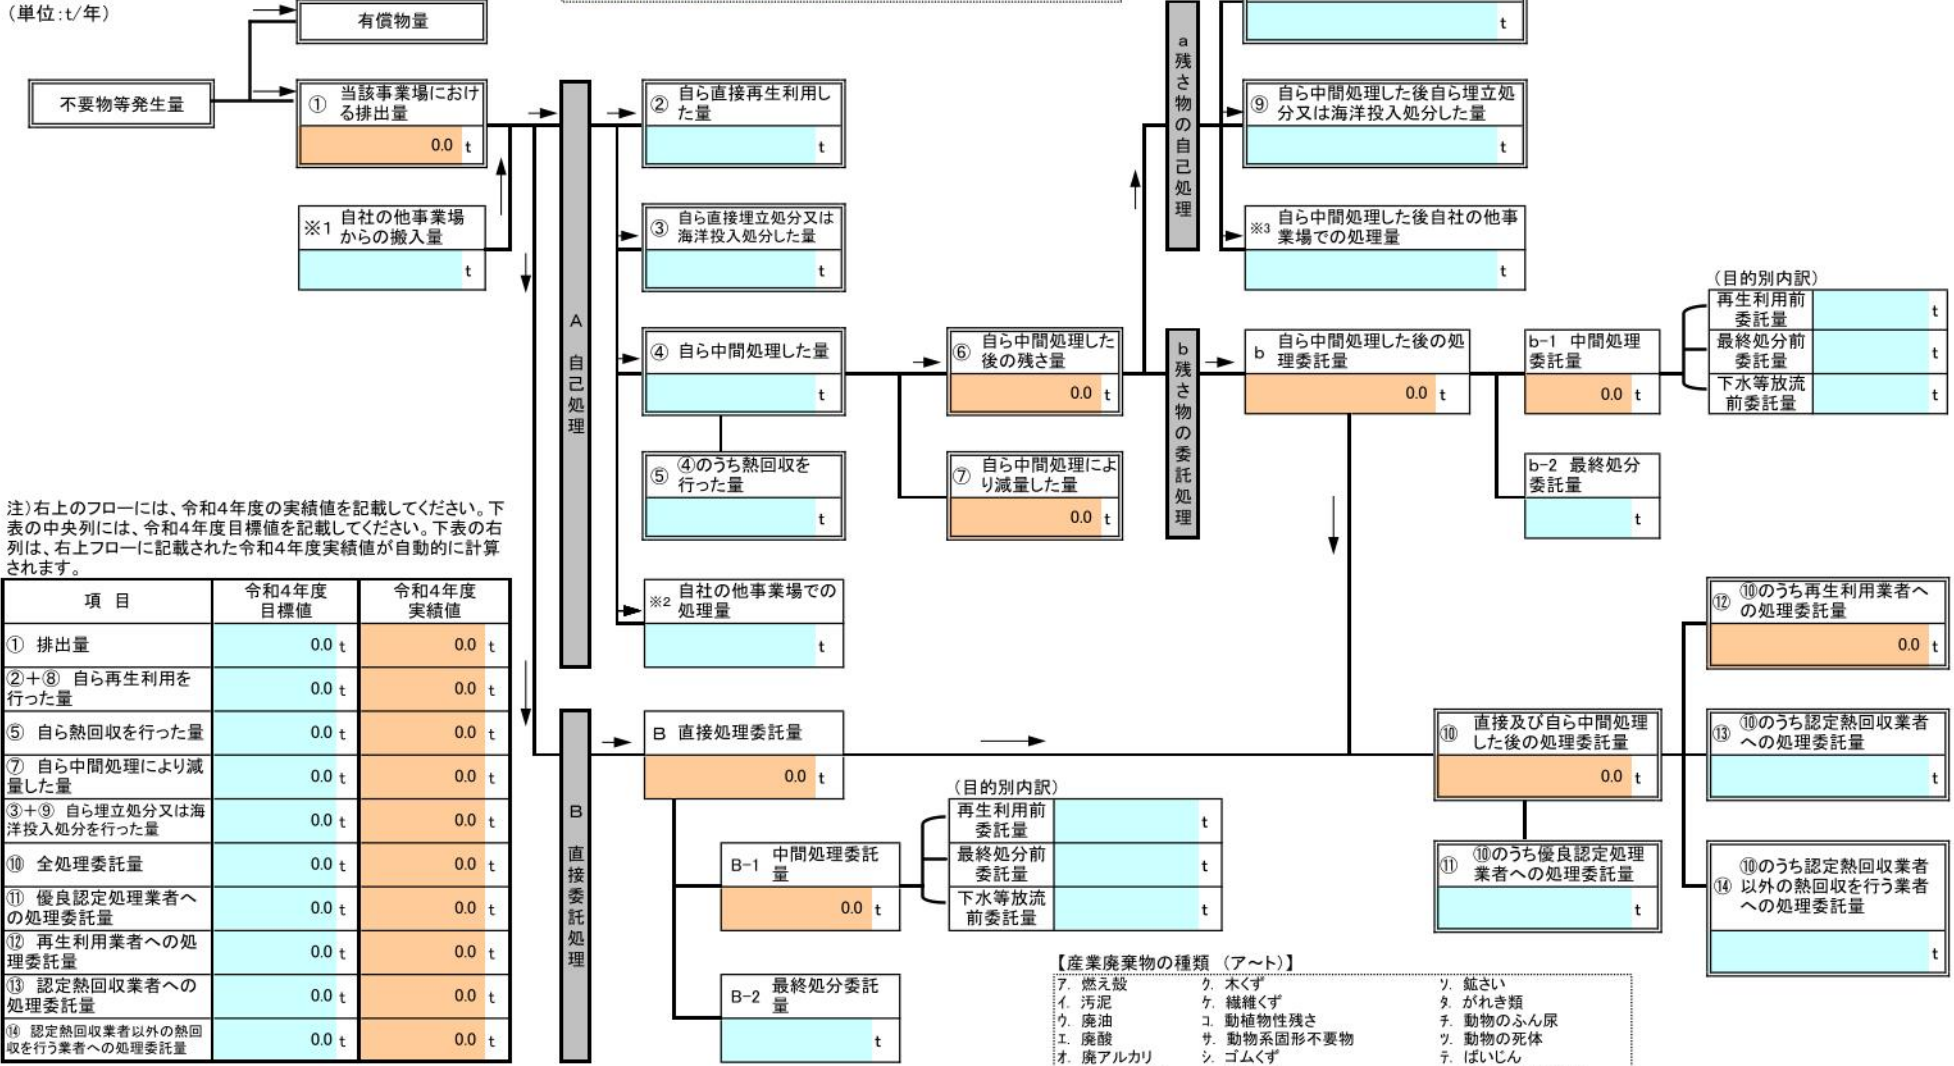 (単位:t/年)
有償物量
不要物等発生量
① 当該事業場におけ
る排出量
0.0 t
※1 自社の他事業場
からの搬入量
t
A 自己処理
② 自ら直接再生利用し
た量
t
③ 自ら直接埋立処分又は
海洋投入処分した量
t
④ 自ら中間処理した量
t
⑤ ④のうち熱回収を
行った量
t
※2 自社の他事業場での
処理量
t
⑥ 自ら中間処理した
後の残さ量
0.0 t
⑦ 自ら中間処理によ
り減量した量
0.0 t
a 残さ物の自己処理
t
⑨ 自ら中間処理した後自ら埋立処
分又は海洋投入処分した量
t
※3 自ら中間処理した後自社の他事
業場での処理量
t
b 残さ物の委託処理
b 自ら中間処理した後の処
理委託量
0.0 t
b-1 中間処理
委託量
0.0 t
b-2 最終処分
委託量
t
(目的別内訳)
再生利用前
委託量
t
最終処分前
委託量
t
下水等放流
前委託量
t
注)右上のフローには、令和4年度の実績値を記載してください。下
表の中央列には、令和4年度目標値を記載してください。下表の右
列は、右上フローに記載された令和4年度実績値が自動的に計算
されます。
項 目
令和4年度
目標値
令和4年度
実績値
① 排出量
0.0 t 0.0 t
②+⑧ 自ら再生利用を
行った量
0.0 t 0.0 t
⑤ 自ら熱回収を行った量
0.0 t 0.0 t
⑦ 自ら中間処理により減
量した量
0.0 t 0.0 t
③+⑨ 自ら埋立処分又は海
洋投入処分を行った量
0.0 t 0.0 t
⑩ 全処理委託量
0.0 t 0.0 t
⑪ 優良認定処理業者へ
の処理委託量
0.0 t 0.0 t
⑫ 再生利用業者への処
理委託量
0.0 t 0.0 t
⑬ 認定熱回収業者への
処理委託量
0.0 t 0.0 t
⑭ 認定熱回収業者以外の熱回
収を行う業者への処理委託量
0.0 t 0.0 t
B 直接委託処理
B 直接処理委託量
0.0 t
B-1 中間処理委託
量
0.0 t
B-2 最終処分委託
量
t
(目的別内訳)
再生利用前
委託量
t
最終処分前
委託量
t
下水等放流
前委託量
t
⑩ 直接及び自ら中間処理
した後の処理委託量
0.0 t
⑪ ⑩のうち優良認定処理
業者への処理委託量
t
⑫ ⑩のうち再生利用業者へ
の処理委託量
0.0 t
⑬ ⑩のうち認定熱回収業者
への処理委託量
t
⑭ ⑩のうち認定熱回収業者
以外の熱回収を行う業者
への処理委託量
t
【産業廃棄物の種類 (ア~ト)】
ア. 燃え殻 ク. 木くず ソ. 鉱さい
イ. 汚泥 ケ. 繊維くず タ. がれき類
ウ. 廃油 コ. 動植物性残さ チ. 動物のふん尿
エ. 廃酸 サ. 動物系固形不要物 ツ. 動物の死体
オ. 廃アルカリ シ. ゴムくず テ. ばいじん